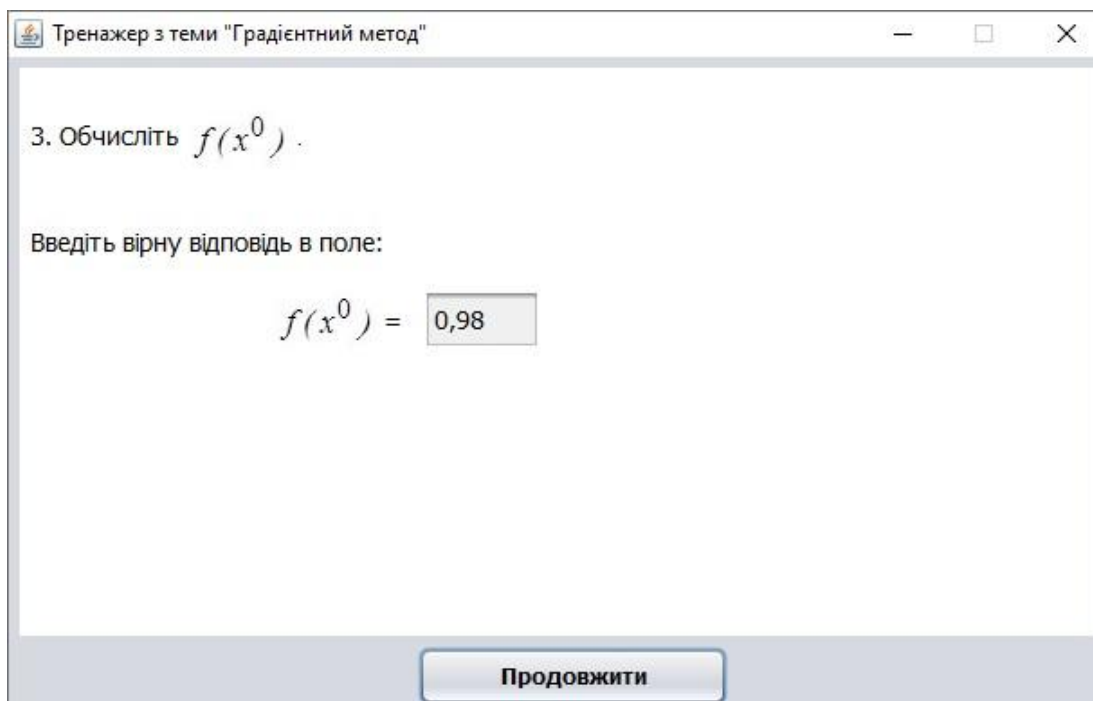 Тренажер з теми "Градієнтний метод"
3. Обчисліть f(x⁰) .
Введіть вірну відповідь в поле:
f(x⁰) = 0,98
Продовжити